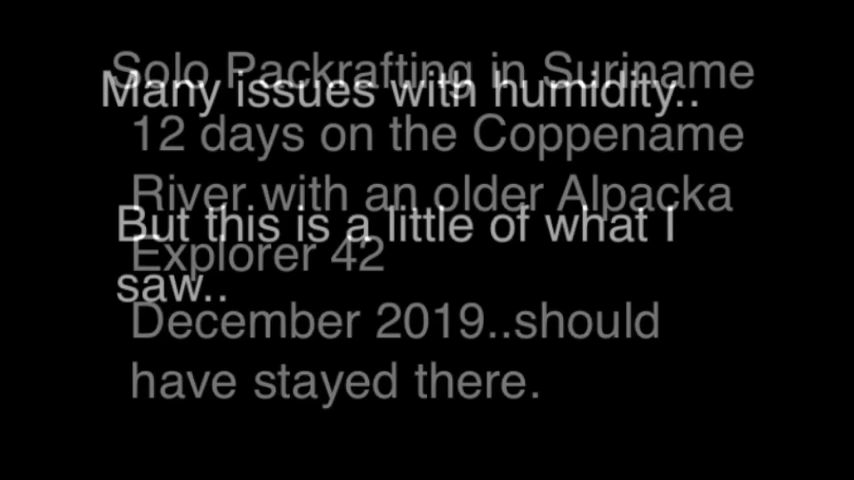 Solo Packrafting in Suriname
Many issues with humidity..
12 days on the Coppename
River with an older Alpacka
But this is a little of what I
Explorer 42
saw..
December 2019..should
have stayed there.